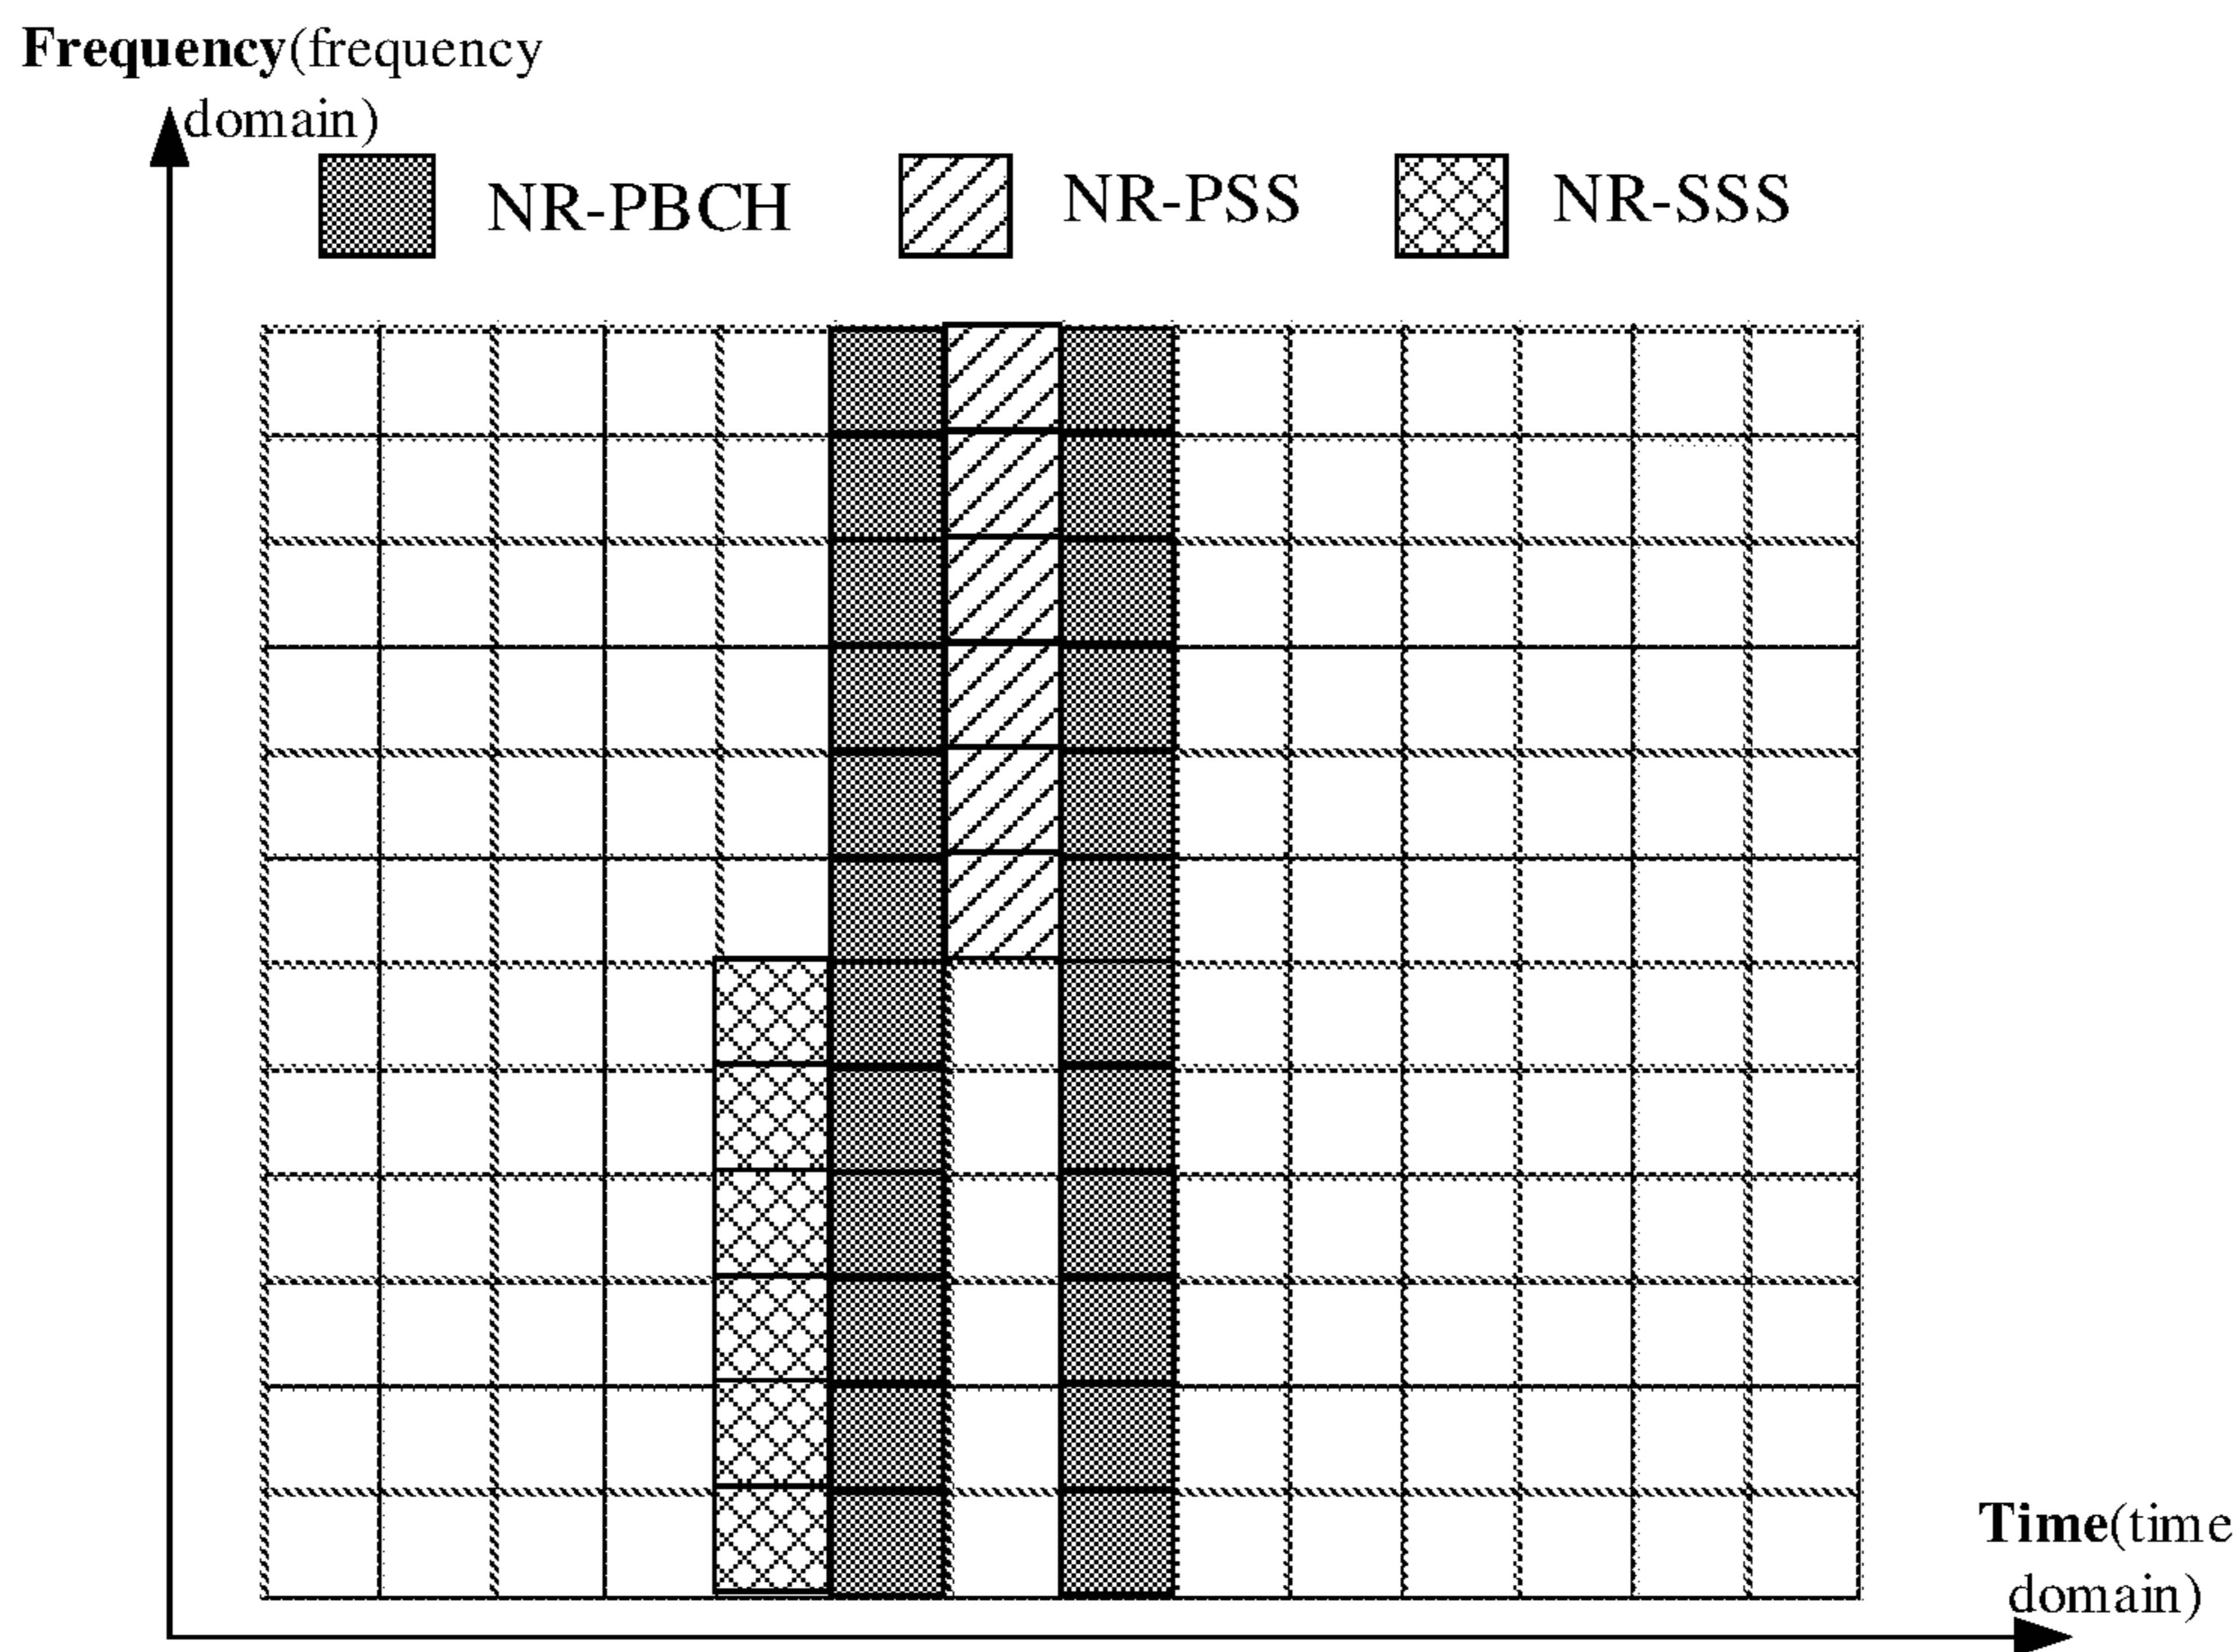 Frequency(frequency
domain)
NR-PBCH
NR-PSS
NR-SSS
Time(time
domain)